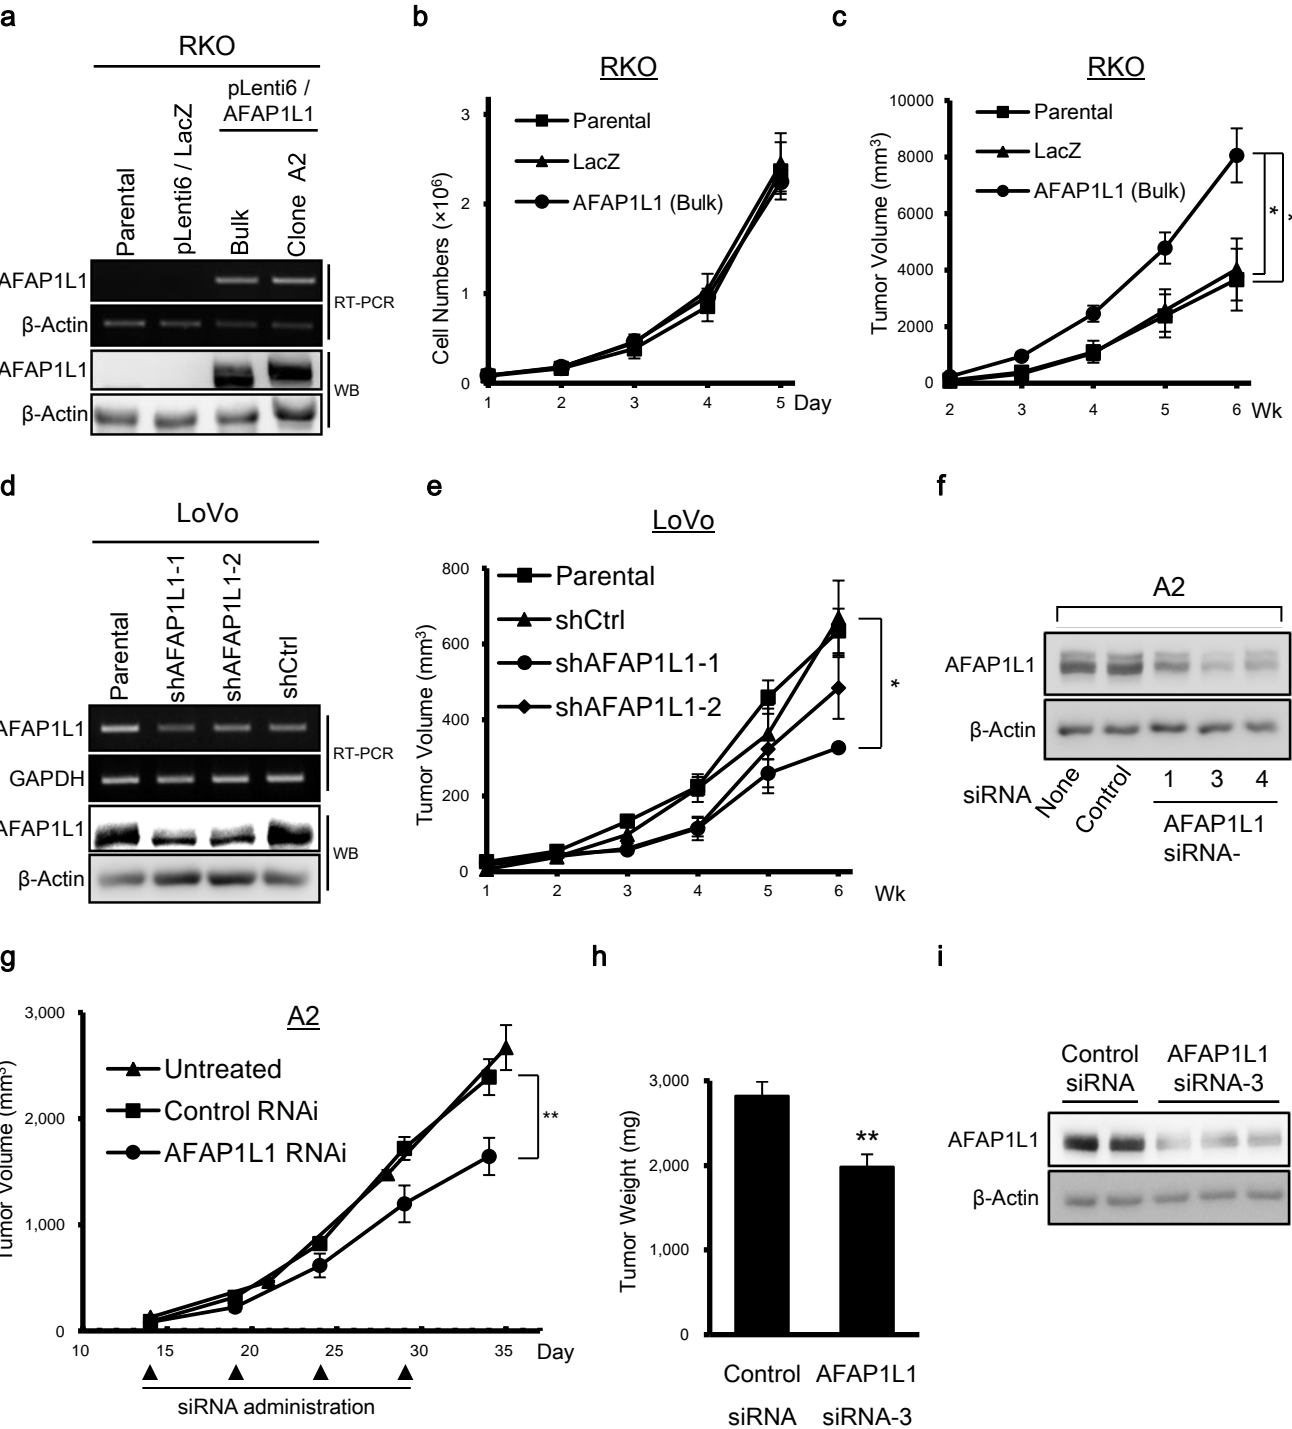 a
RKO
pLenti6 /
AFAP1L1
Parental
pLenti6 / LacZ
Bulk
Clone A2
AFAP1L1
β-Actin
RT-PCR
AFAP1L1
β-Actin
WB
b
RKO
Parental
LacZ
AFAP1L1 (Bulk)
Cell Numbers (×10⁶)
3
2
1
0
1 2 3 4 5 Day
c
RKO
Parental
LacZ
AFAP1L1 (Bulk)
Tumor Volume (mm³)
10000
8000
6000
4000
2000
0
2 3 4 5 6 Wk
*
d
LoVo
Parental
shAFAP1L1-1
shAFAP1L1-2
shCtrl
AFAP1L1
GAPDH
RT-PCR
AFAP1L1
β-Actin
WB
e
LoVo
Parental
shCtrl
shAFAP1L1-1
shAFAP1L1-2
Tumor Volume (mm³)
800
600
400
200
0
1 2 3 4 5 6 Wk
*
f
A2
AFAP1L1
β-Actin
siRNA
None
Control
1 3 4
AFAP1L1
siRNA-
g
A2
Untreated
Control RNAi
AFAP1L1 RNAi
Tumor Volume (mm³)
3,000
2,000
1,000
0
10 15 20 25 30 35 Day
**
siRNA administration
h
Tumor Weight (mg)
3,000
2,000
1,000
0
**
Control AFAP1L1
siRNA siRNA-3
i
Control AFAP1L1
siRNA siRNA-3
AFAP1L1
β-Actin